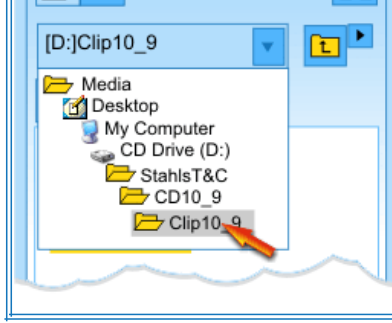 [D:]Clip10_9
Media
Desktop
My Computer
CD Drive (D:)
StahlsT&C
CD10_9
Clip10_9